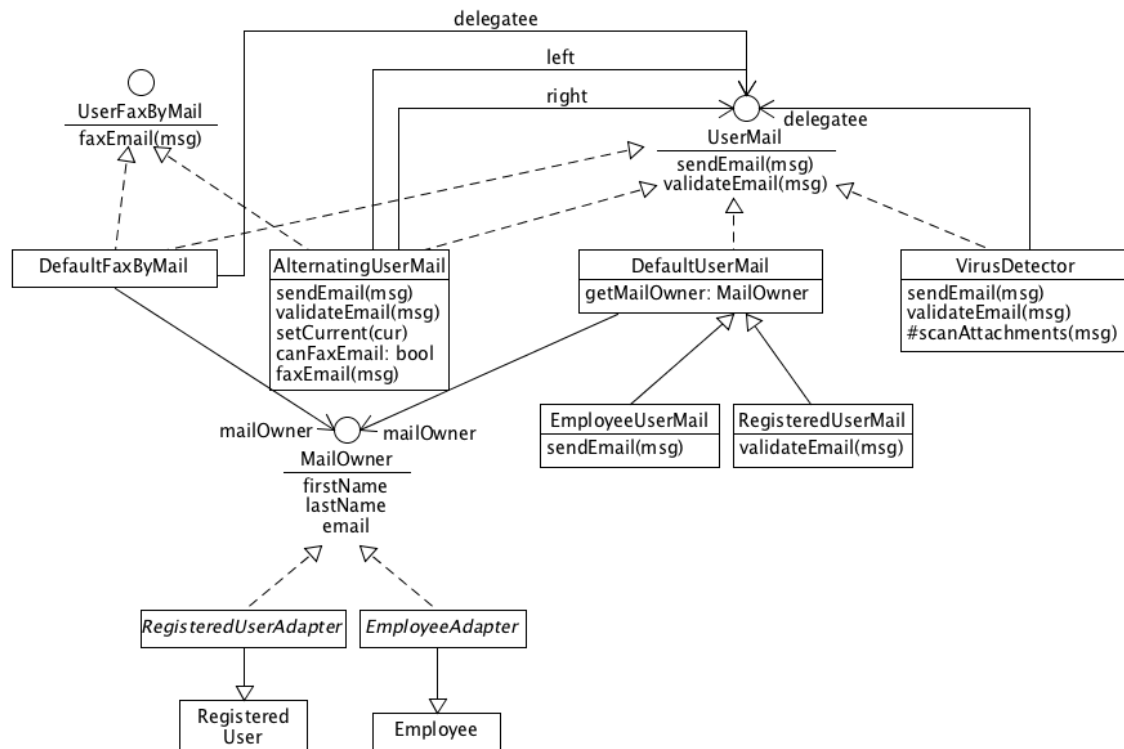 delegatee
left
right
UserFaxByMail
faxEmail(msg)
delegatee
UserMail
sendEmail(msg)
validateEmail(msg)
DefaultFaxByMail
AlternatingUserMail
sendEmail(msg)
validateEmail(msg)
setCurrent(cur)
canFaxEmail: bool
faxEmail(msg)
DefaultUserMail
getMailOwner: MailOwner
VirusDetector
sendEmail(msg)
validateEmail(msg)
#scanAttachments(msg)
EmployeeUserMail
sendEmail(msg)
RegisteredUserMail
validateEmail(msg)
mailOwner
mailOwner
MailOwner
firstName
lastName
email
RegisteredUserAdapter
EmployeeAdapter
Registered
User
Employee